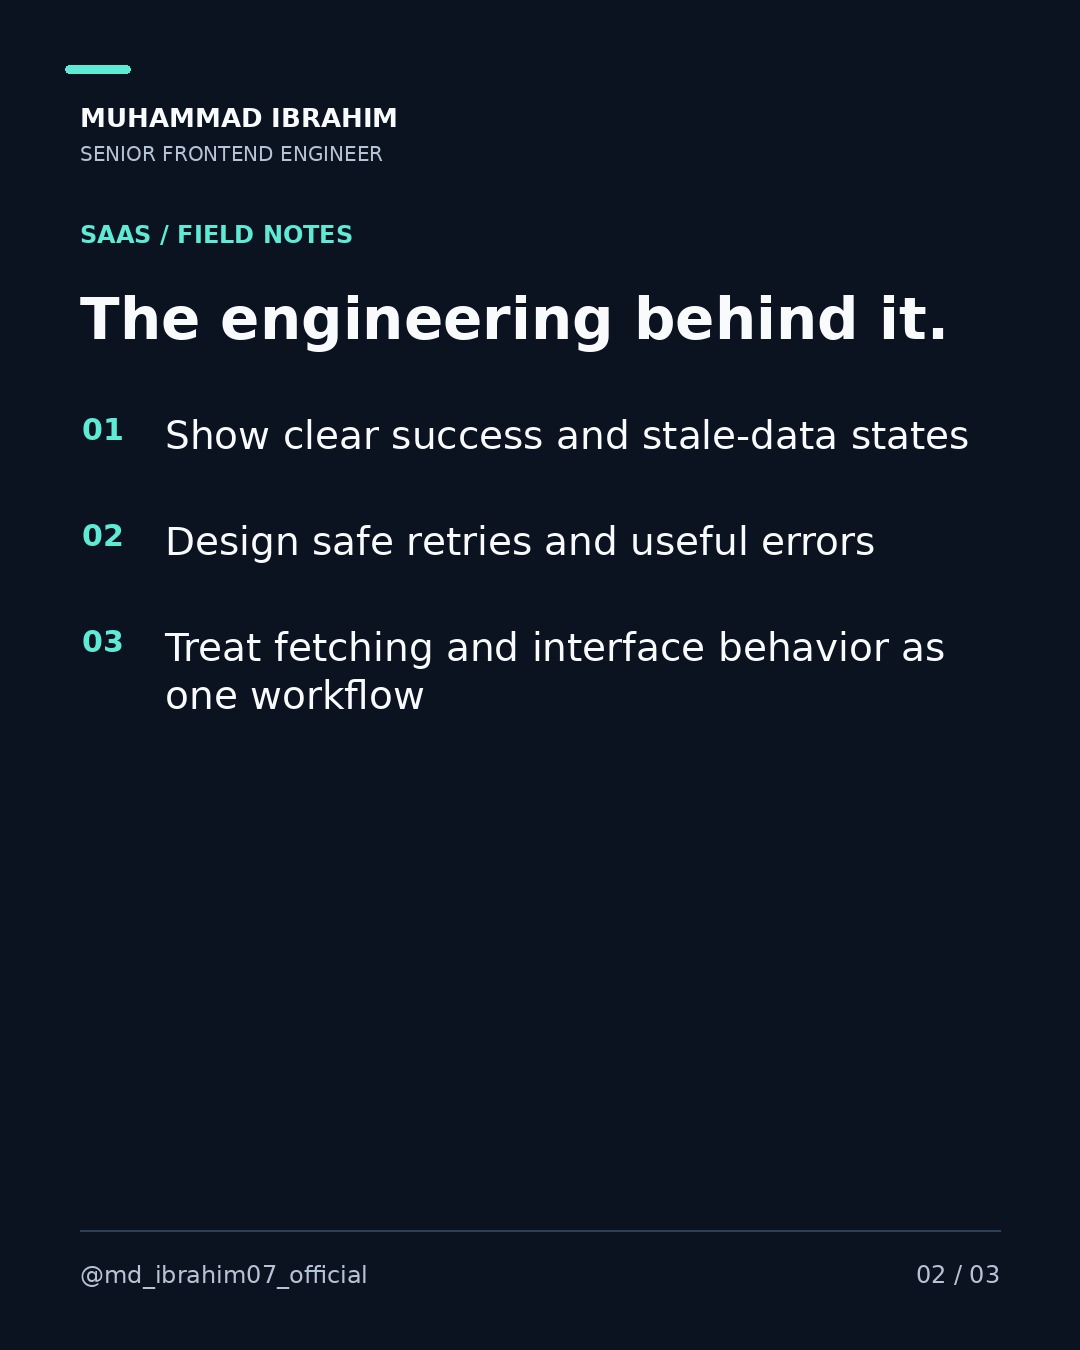 MUHAMMAD IBRAHIM
SENIOR FRONTEND ENGINEER
SAAS / FIELD NOTES
The engineering behind it.
01 Show clear success and stale-data states
02 Design safe retries and useful errors
03 Treat fetching and interface behavior as
one workflow
@md_ibrahim07_official 02 / 03